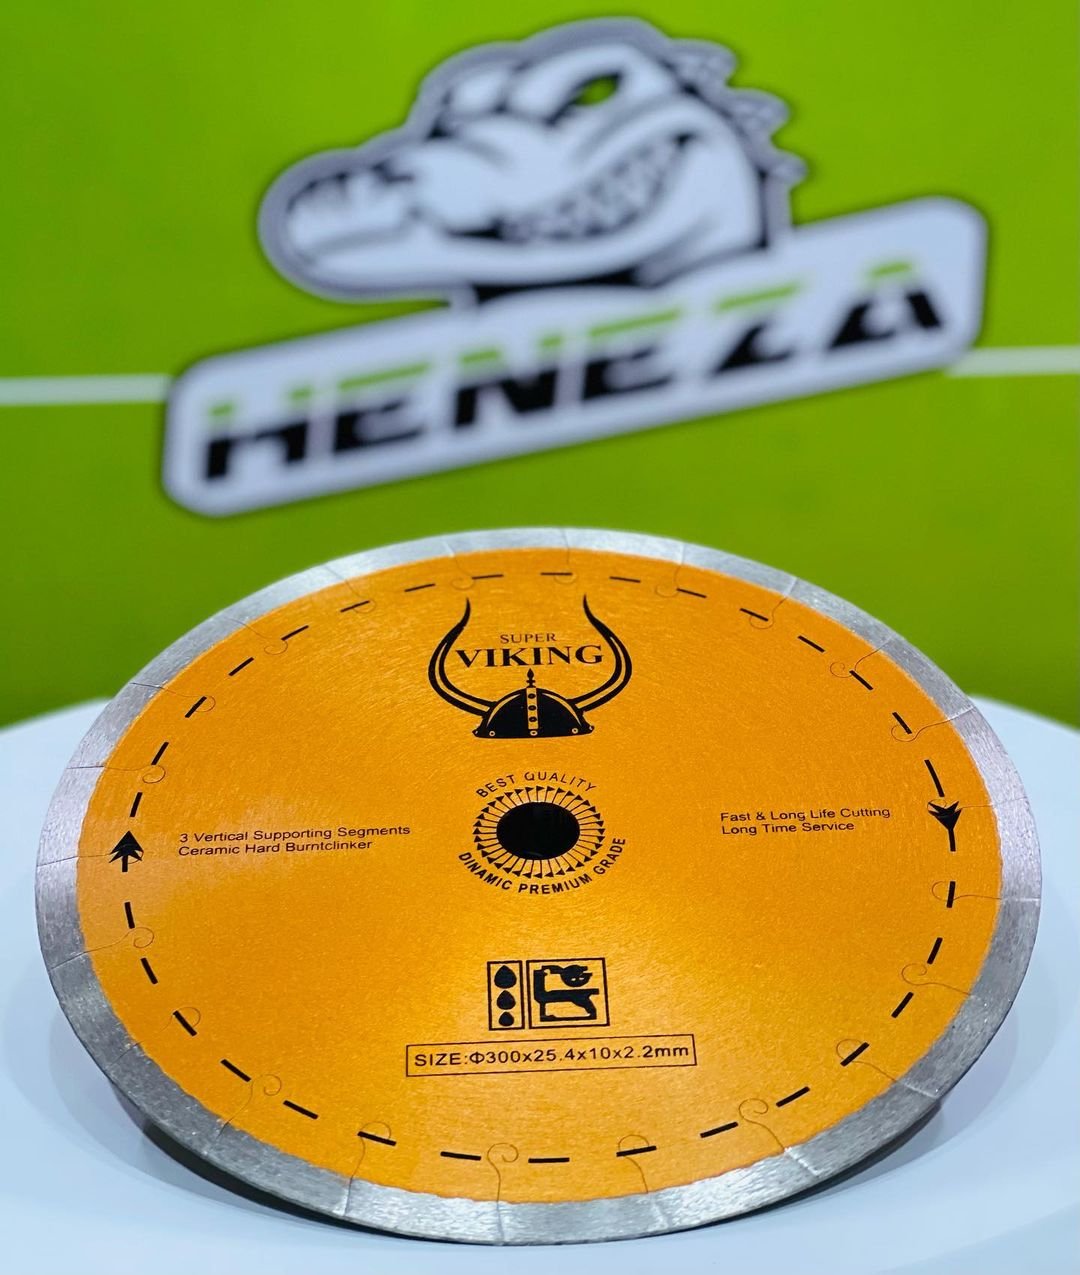 HENEZA
SUPER
VIKING
BEST QUALITY
DINAMIC PREMIUM GRADE
3 Vertical Supporting Segments
Ceramic Hard Burntclinker
Fast & Long Life Cutting
Long Time Service
SIZE:Φ300x25.4x10x2.2mm